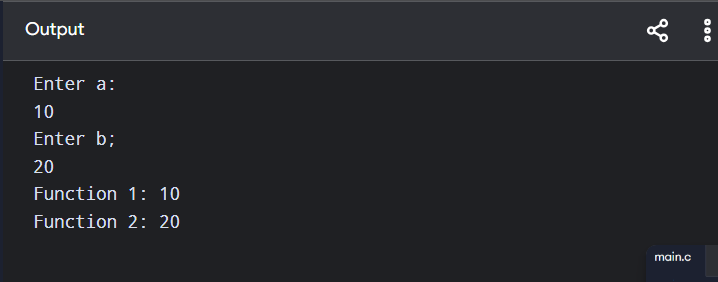 Output
Enter a:
10
Enter b;
20
Function 1: 10
Function 2: 20
main.c